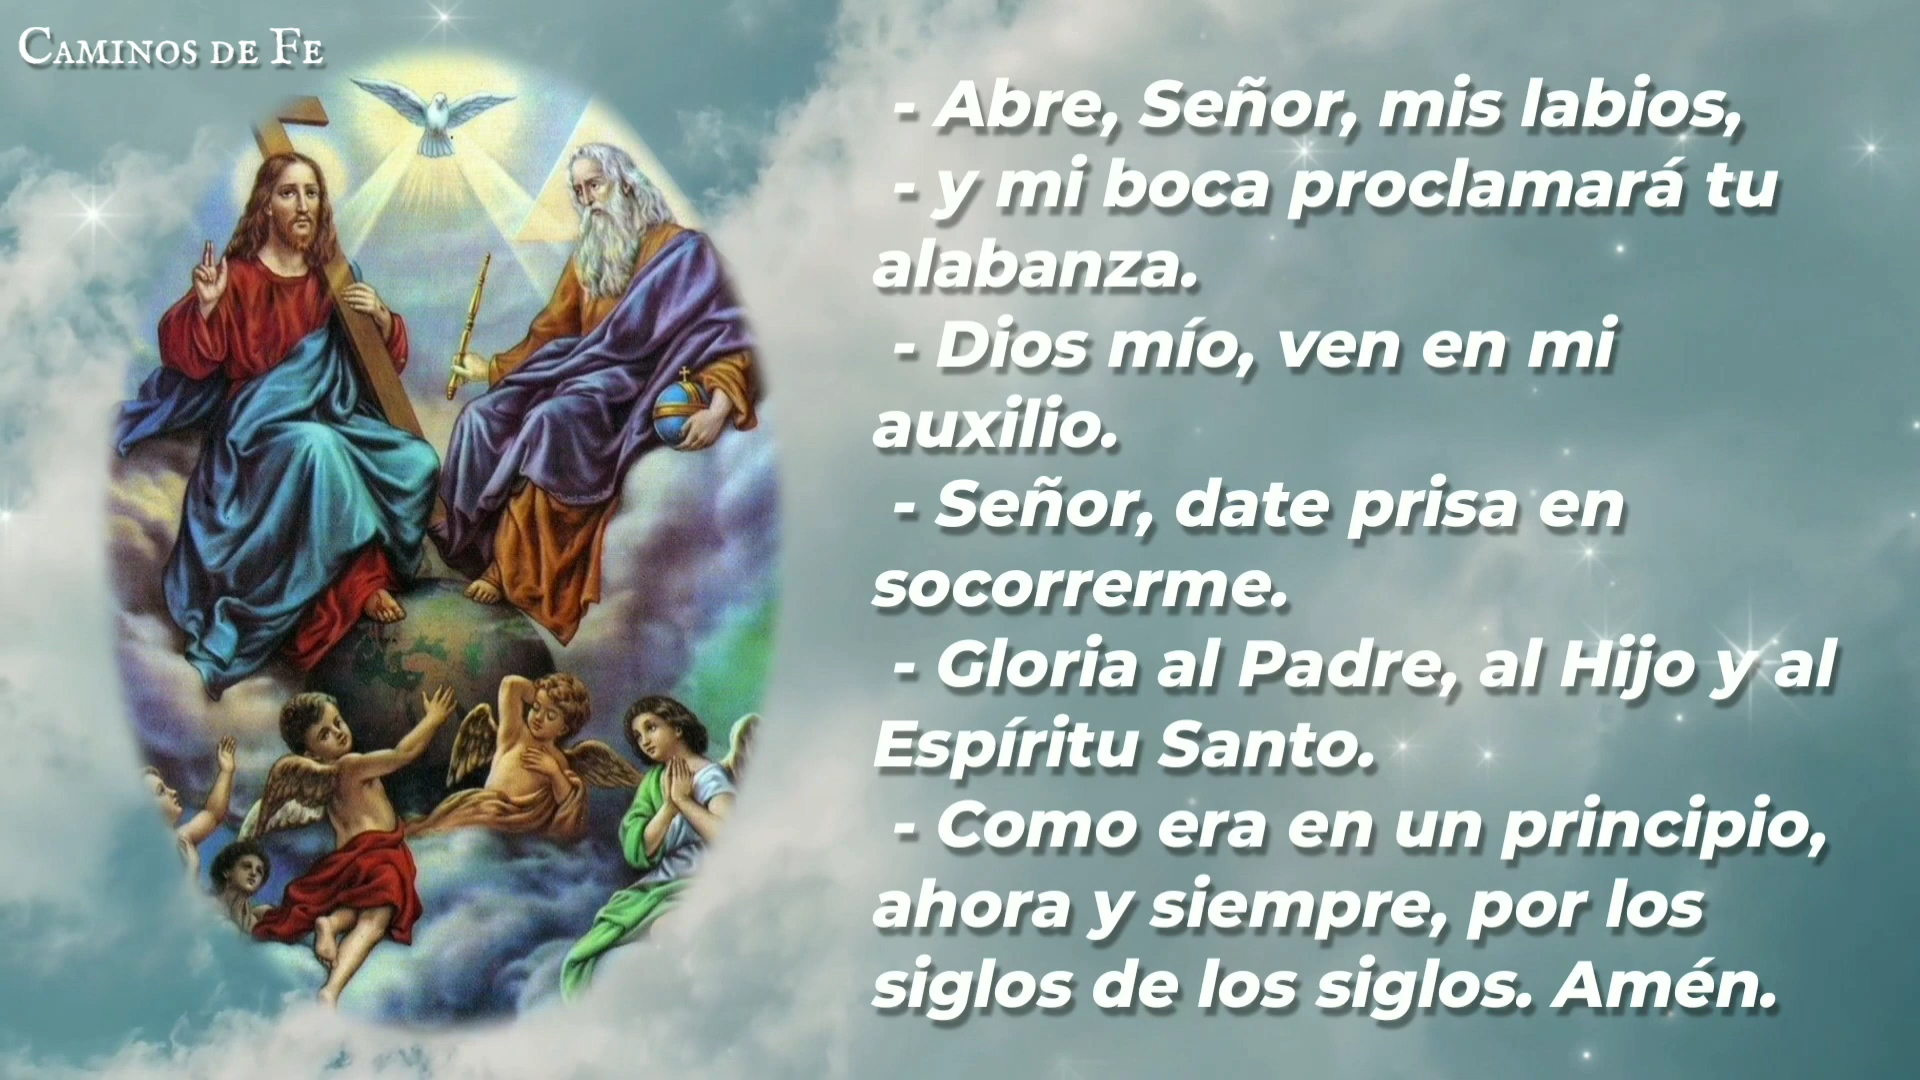 Caminos de Fe
- Abre, Señor, mis labios,
- y mi boca proclamará tu
alabanza.
- Dios mío, ven en mi
auxilio.
- Señor, date prisa en
socorrerme.
- Gloria al Padre, al Hijo y al
Espíritu Santo.
- Como era en un principio,
ahora y siempre, por los
siglos de los siglos. Amén.